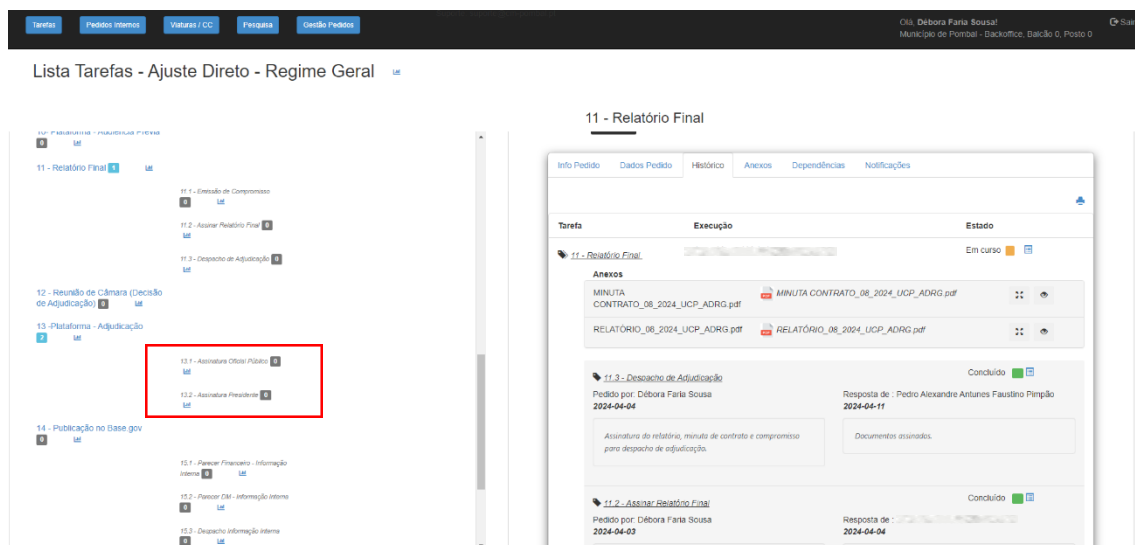 Tarefas
Pedidos Internos
Viaturas / CC
Pesquisa
Gestão Pedidos
Olá, Débora Faria Sousa!
Município de Pombal - Backoffice, Balcão 0, Posto 0
Sair
Lista Tarefas - Ajuste Direto - Regime Geral
10- Plataforma - Audiência Prévia
0
11 - Relatório Final 1
11.1 - Emissão de Compromisso
0
11.2 - Assinar Relatório Final 0
11.3 - Despacho de Adjudicação 0
12 - Reunião de Câmara (Decisão
de Adjudicação) 0
13 -Plataforma - Adjudicação
2
13.1 - Assinatura Oficial Público 0
13.2 - Assinatura Presidente 0
14 - Publicação no Base.gov
0
15.1 - Parecer Financeiro - Informação
Interna 0
15.2 - Parecer DM - Informação Interna
0
15.3 - Despacho Informação Interna
0
11 - Relatório Final
Info Pedido
Dados Pedido
Histórico
Anexos
Dependências
Notificações
Tarefa
Execução
Estado
11 - Relatório Final
Em curso
Anexos
MINUTA
CONTRATO_08_2024_UCP_ADRG.pdf
MINUTA CONTRATO_08_2024_UCP_ADRG.pdf
RELATÓRIO_08_2024_UCP_ADRG.pdf
RELATÓRIO_08_2024_UCP_ADRG.pdf
11.3 - Despacho de Adjudicação
Concluído
Pedido por: Débora Faria Sousa
2024-04-04
Resposta de : Pedro Alexandre Antunes Faustino Pimpão
2024-04-11
Assinatura do relatório, minuta de contrato e compromisso
para despacho de adjudicação.
Documentos assinados.
11.2 - Assinar Relatório Final
Concluído
Pedido por: Débora Faria Sousa
2024-04-03
Resposta de :
2024-04-04